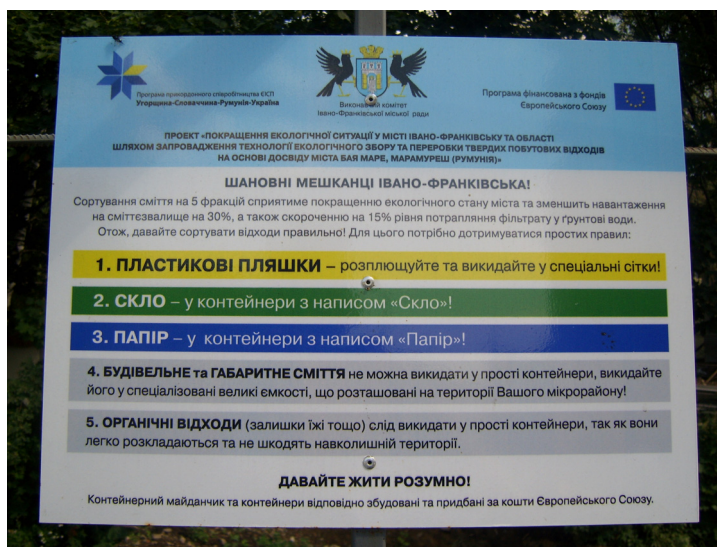 Програма прикордонного співробітництва ЄІСП
Угорщина-Словаччина-Румунія-Україна
Виконавчий комітет
Івано-Франківської міської ради
Програма фінансована з фондів
Європейського Союзу
ПРОЕКТ «ПОКРАЩЕННЯ ЕКОЛОГІЧНОЇ СИТУАЦІЇ У МІСТІ ІВАНО-ФРАНКІВСЬКУ ТА ОБЛАСТІ
ШЛЯХОМ ЗАПРОВАДЖЕННЯ ТЕХНОЛОГІЇ ЕКОЛОГІЧНОГО ЗБОРУ ТА ПЕРЕРОБКИ ТВЕРДИХ ПОБУТОВИХ ВІДХОДІВ
НА ОСНОВІ ДОСВІДУ МІСТА БАЯ МАРЕ, МАРАМУРЕШ (РУМУНІЯ)»
ШАНОВНІ МЕШКАНЦІ ІВАНО-ФРАНКІВСЬКА!
Сортування сміття на 5 фракцій сприятиме покращенню екологічного стану міста та зменшить навантаження
на сміттєзвалище на 30%, а також скороченню на 15% рівня потрапляння фільтрату у ґрунтові води.
Отож, давайте сортувати відходи правильно! Для цього потрібно дотримуватися простих правил:
1. ПЛАСТИКОВІ ПЛЯШКИ – розплющуйте та викидайте у спеціальні сітки!
2. СКЛО – у контейнери з написом «Скло»!
3. ПАПІР – у контейнери з написом «Папір»!
4. БУДІВЕЛЬНЕ та ГАБАРИТНЕ СМІТТЯ не можна викидати у прості контейнери, викидайте
його у спеціалізовані великі ємкості, що розташовані на території Вашого мікрорайону!
5. ОРГАНІЧНІ ВІДХОДИ (залишки їжі тощо) слід викидати у прості контейнери, так як вони
легко розкладаються та не шкодять навколишній території.
ДАВАЙТЕ ЖИТИ РОЗУМНО!
Контейнерний майданчик та контейнери відповідно збудовані та придбані за кошти Європейського Союзу.